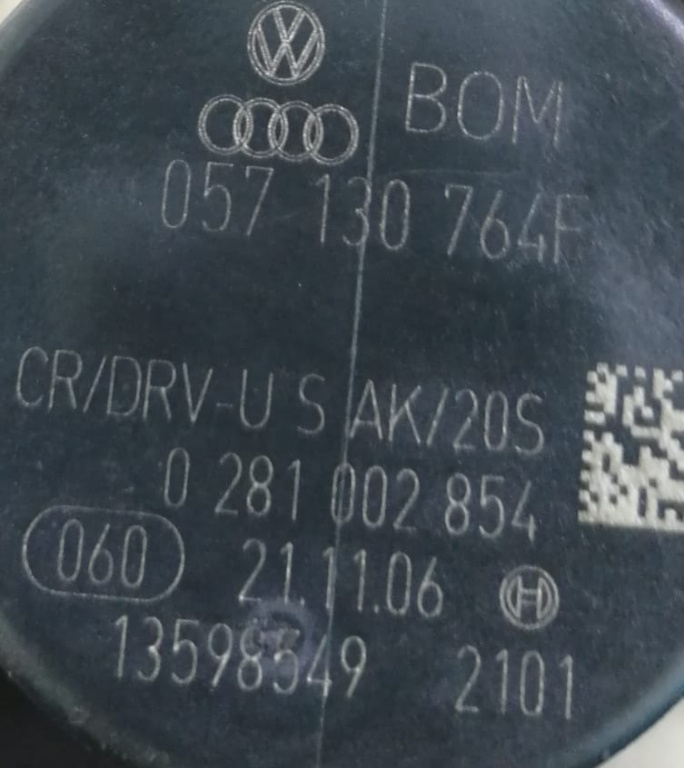 BOM
057 130 764F
CR/DRV-U S AK/20S
0 281 002 854
060 21.11.06
13598549 2101